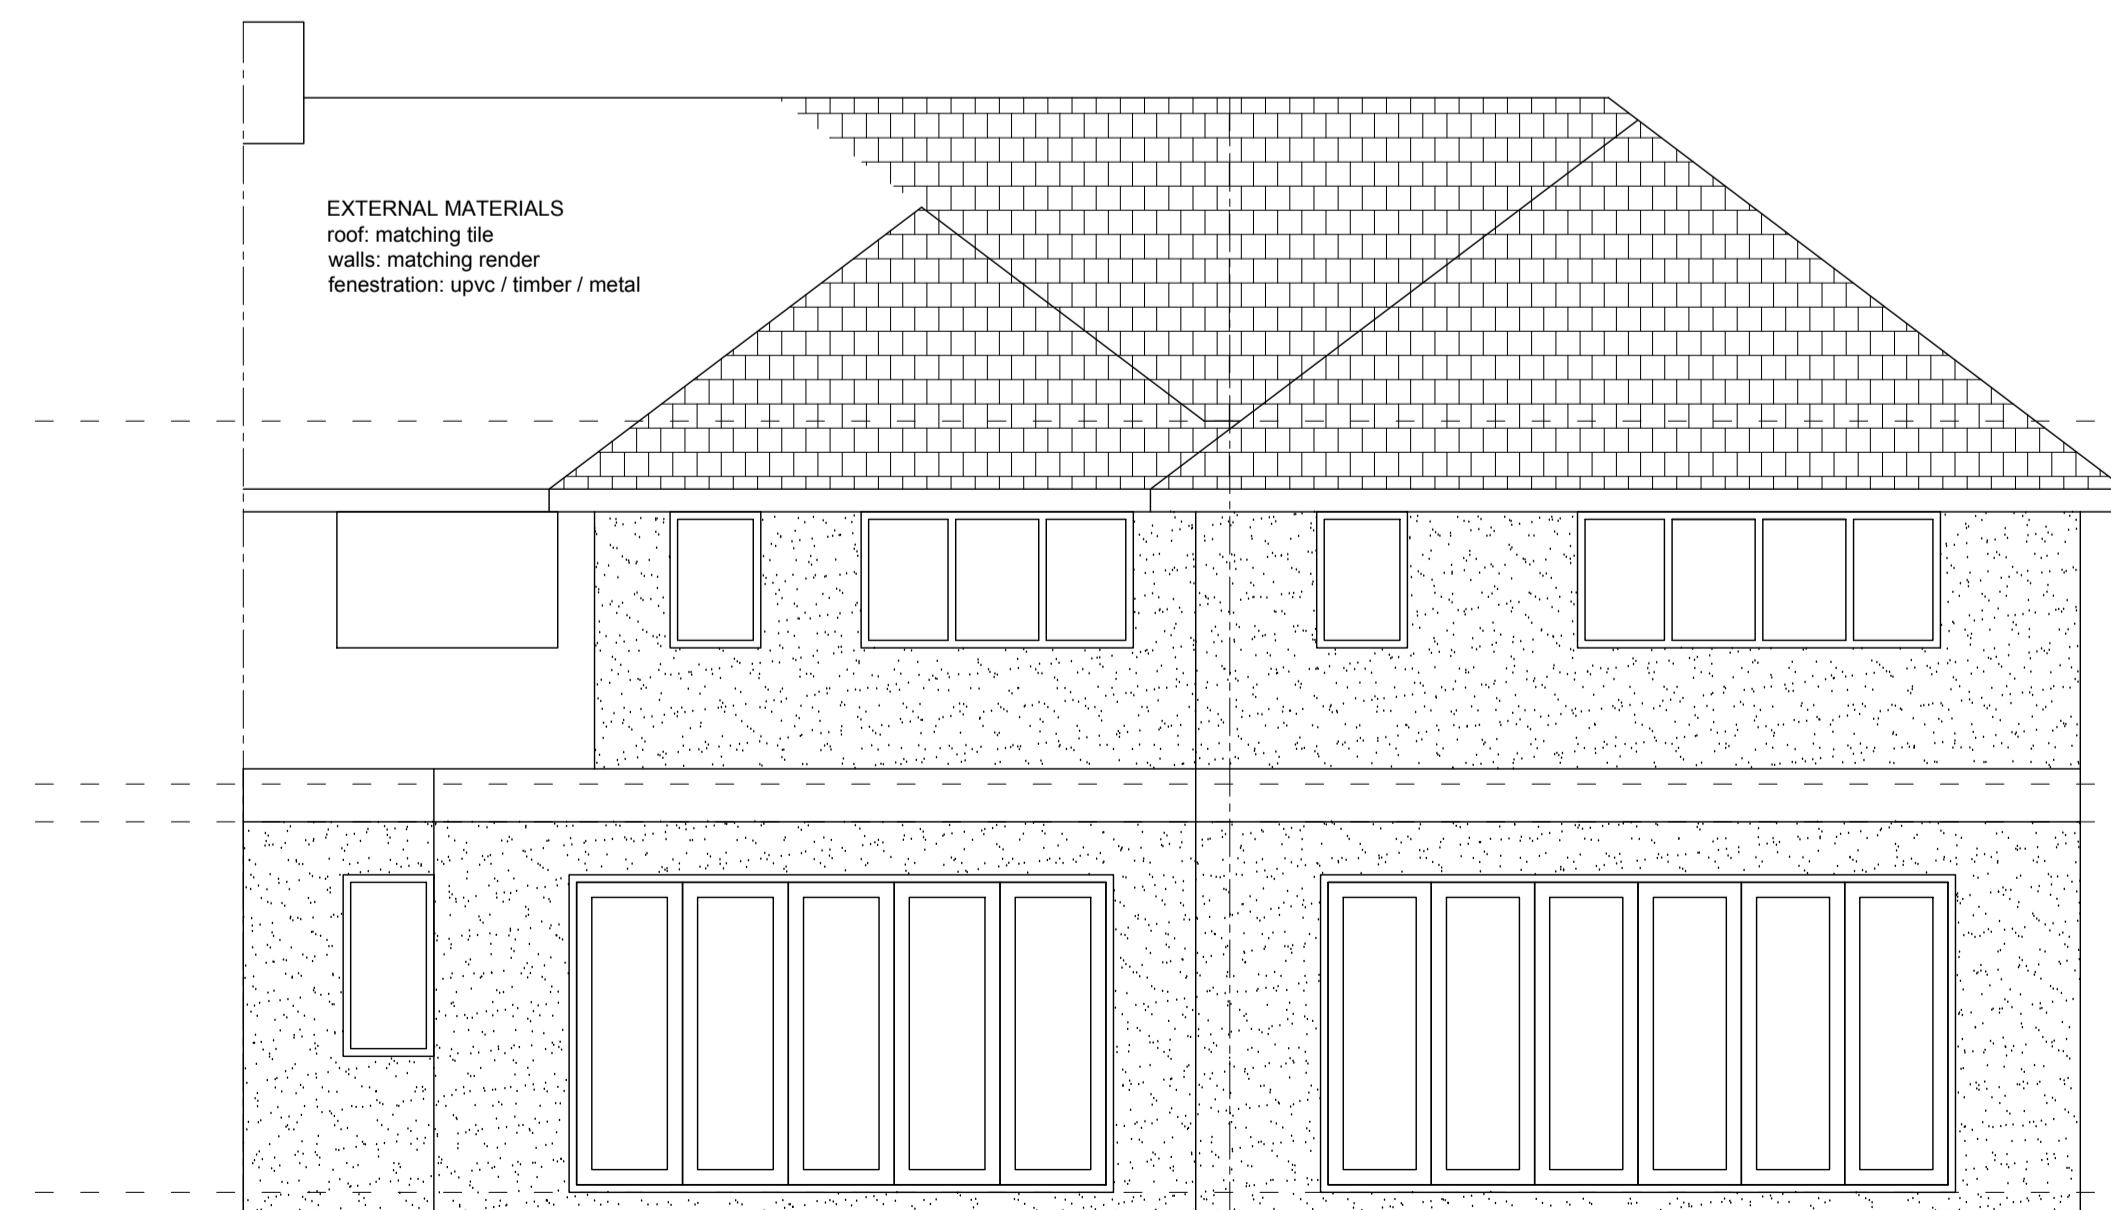 EXTERNAL MATERIALS
roof: matching tile
walls: matching render
fenestration: upvc / timber / metal